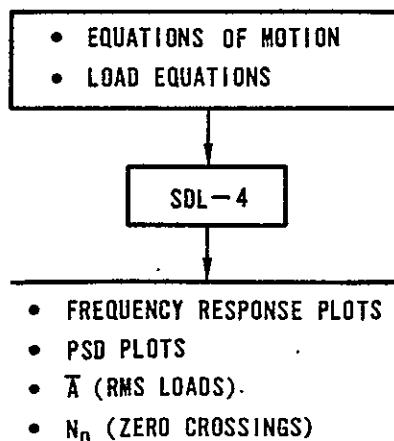 • EQUATIONS OF MOTION
• LOAD EQUATIONS
SDL-4
• FREQUENCY RESPONSE PLOTS
• PSD PLOTS
• A̅ (RMS LOADS).
• N₀ (ZERO CROSSINGS)